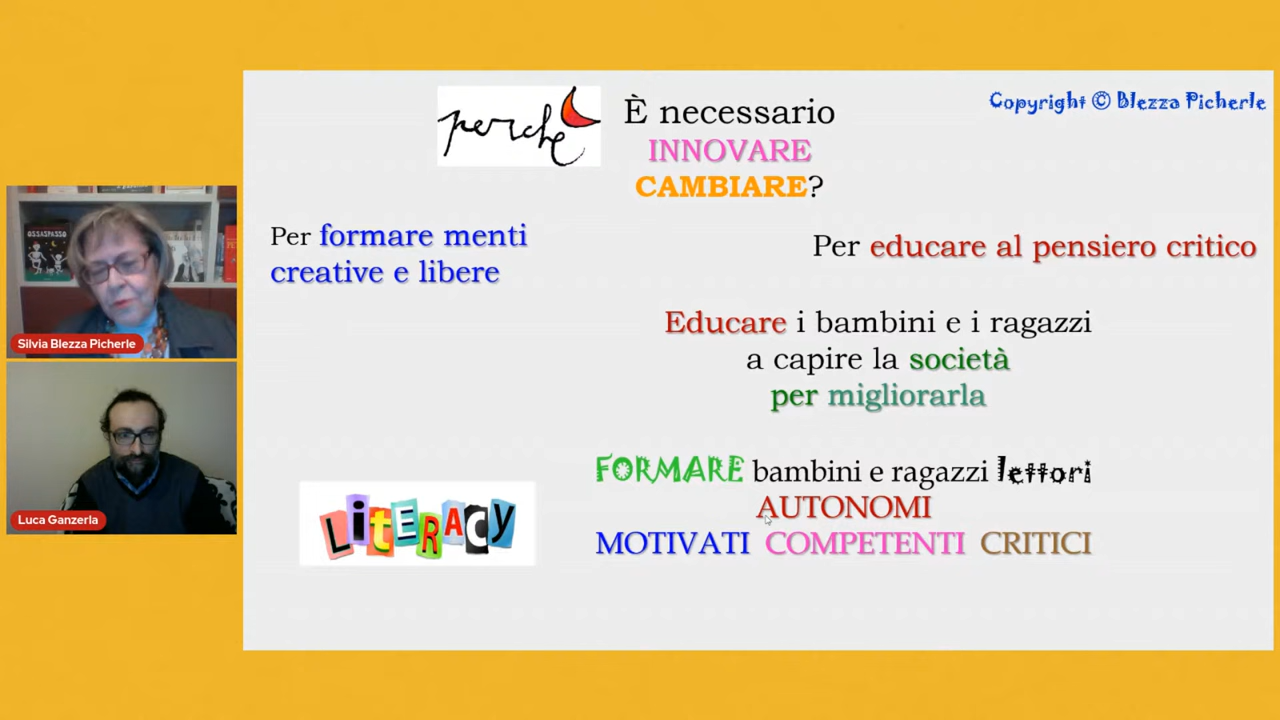 perché
È necessario
INNOVARE
CAMBIARE?
Copyright © Blezza Picherle
Per formare menti
creative e libere
Per educare al pensiero critico
Educare i bambini e i ragazzi
a capire la società
per migliorarla
OSSASPASSO
Silvia Blezza Picherle
Luca Ganzerla
LiTERACY
FORMARE bambini e ragazzi lettori
AUTONOMI
MOTIVATI COMPETENTI CRITICI